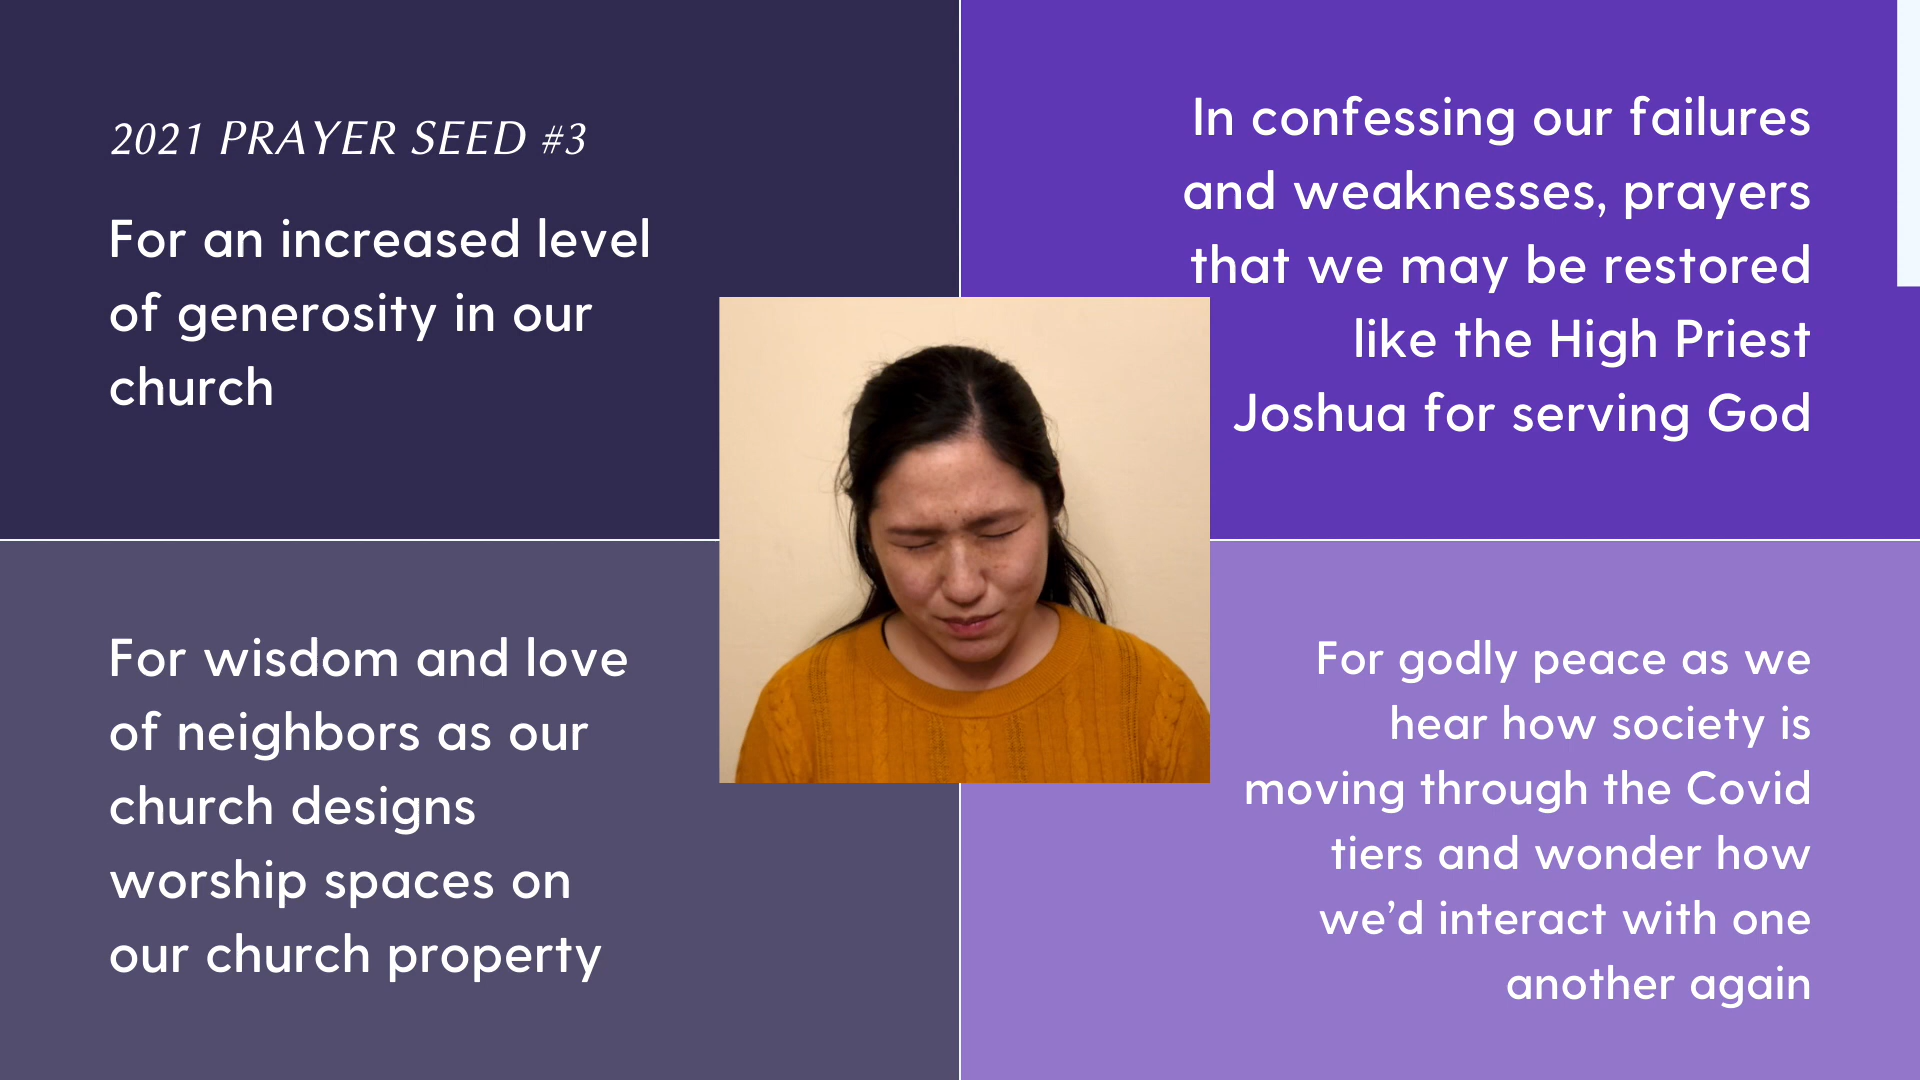 2021 PRAYER SEED #3
For an increased level
of generosity in our
church
In confessing our failures
and weaknesses, prayers
that we may be restored
like the High Priest
Joshua for serving God
For wisdom and love
of neighbors as our
church designs
worship spaces on
our church property
For godly peace as we
hear how society is
moving through the Covid
tiers and wonder how
we’d interact with one
another again